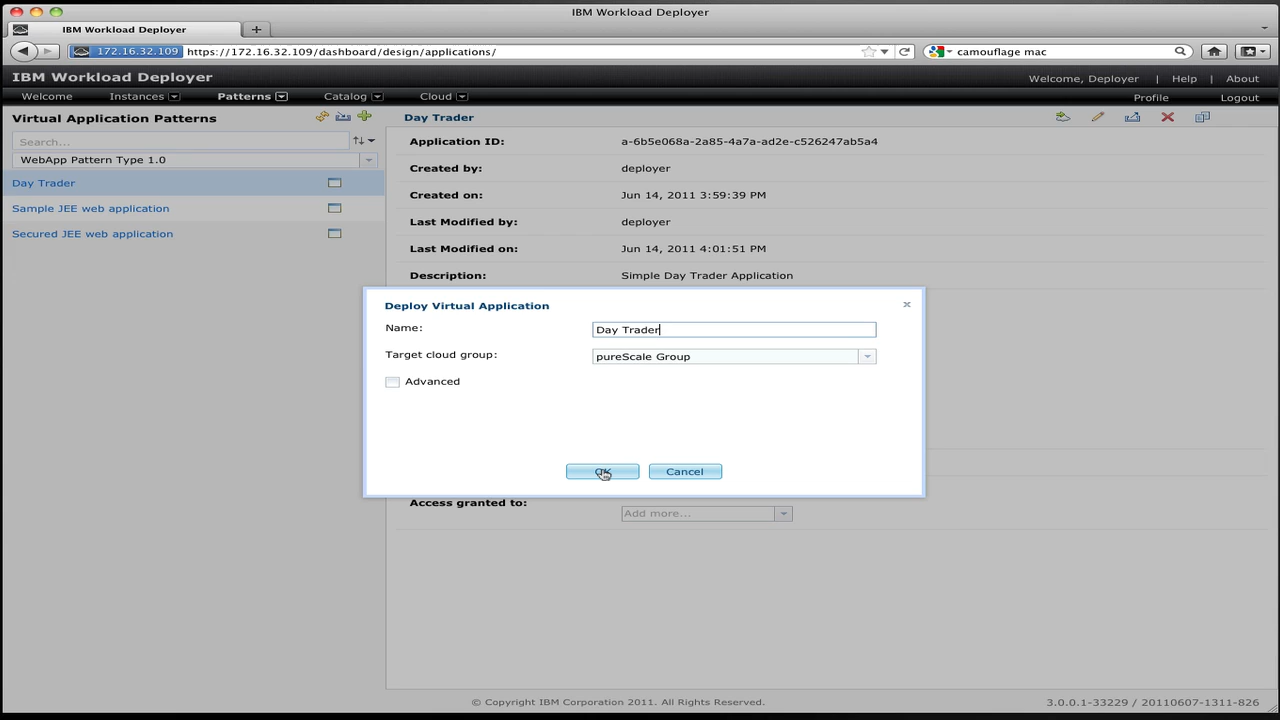 IBM Workload Deployer
IBM Workload Deployer
172.16.32.109 https://172.16.32.109/dashboard/design/applications/
camouflage mac
IBM Workload Deployer
Welcome, Deployer | Help | About
Welcome Instances Patterns Catalog Cloud
Profile Logout
Virtual Application Patterns
Search...
WebApp Pattern Type 1.0
Day Trader
Sample JEE web application
Secured JEE web application
Day Trader
Application ID: a-6b5e068a-2a85-4a7a-ad2e-c526247ab5a4
Created by: deployer
Created on: Jun 14, 2011 3:59:39 PM
Last Modified by: deployer
Last Modified on: Jun 14, 2011 4:01:51 PM
Description: Simple Day Trader Application
Deploy Virtual Application
Name: Day Trader
Target cloud group: pureScale Group
Advanced
OK Cancel
Access granted to:
Add more...
© Copyright IBM Corporation 2011. All Rights Reserved.
3.0.0.1-33229 / 20110607-1311-826